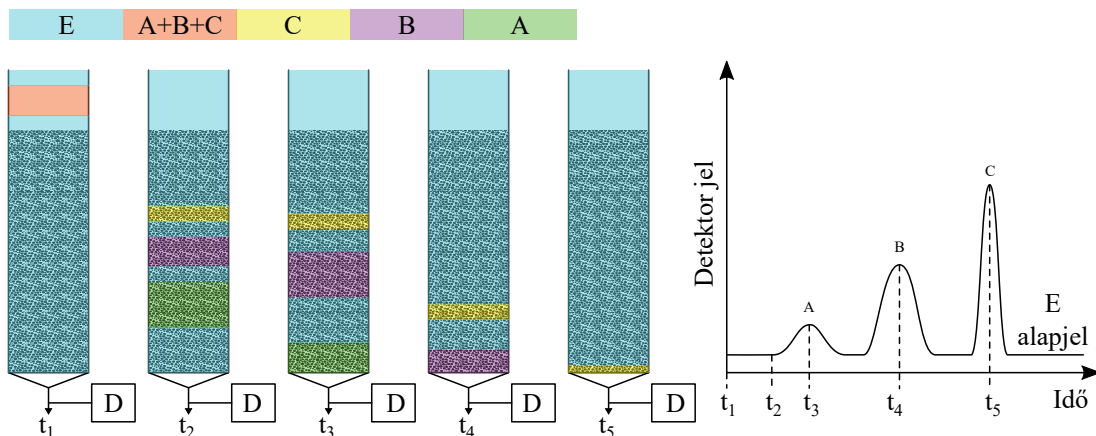 E A+B+C C B A
D D D D D
t1 t2 t3 t4 t5
Detektor jel
A
B
C
E
alapjel
t1 t2 t3 t4 t5 Idő